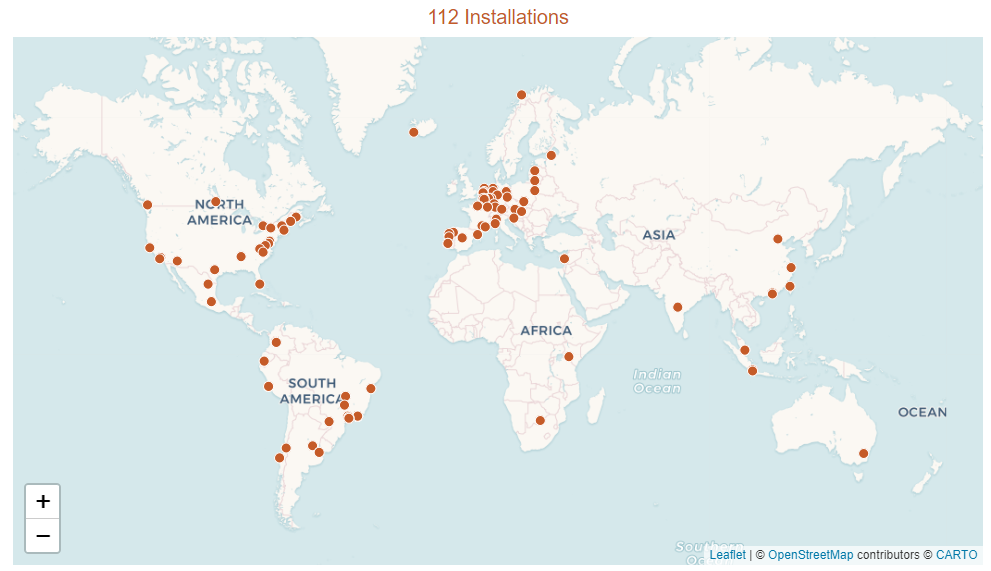 112 Installations
NORTH
AMERICA
ASIA
AFRICA
Indian
Ocean
SOUTH
AMERICA
OCEAN
+
−
Southern
Leaflet | © OpenStreetMap contributors © CARTO